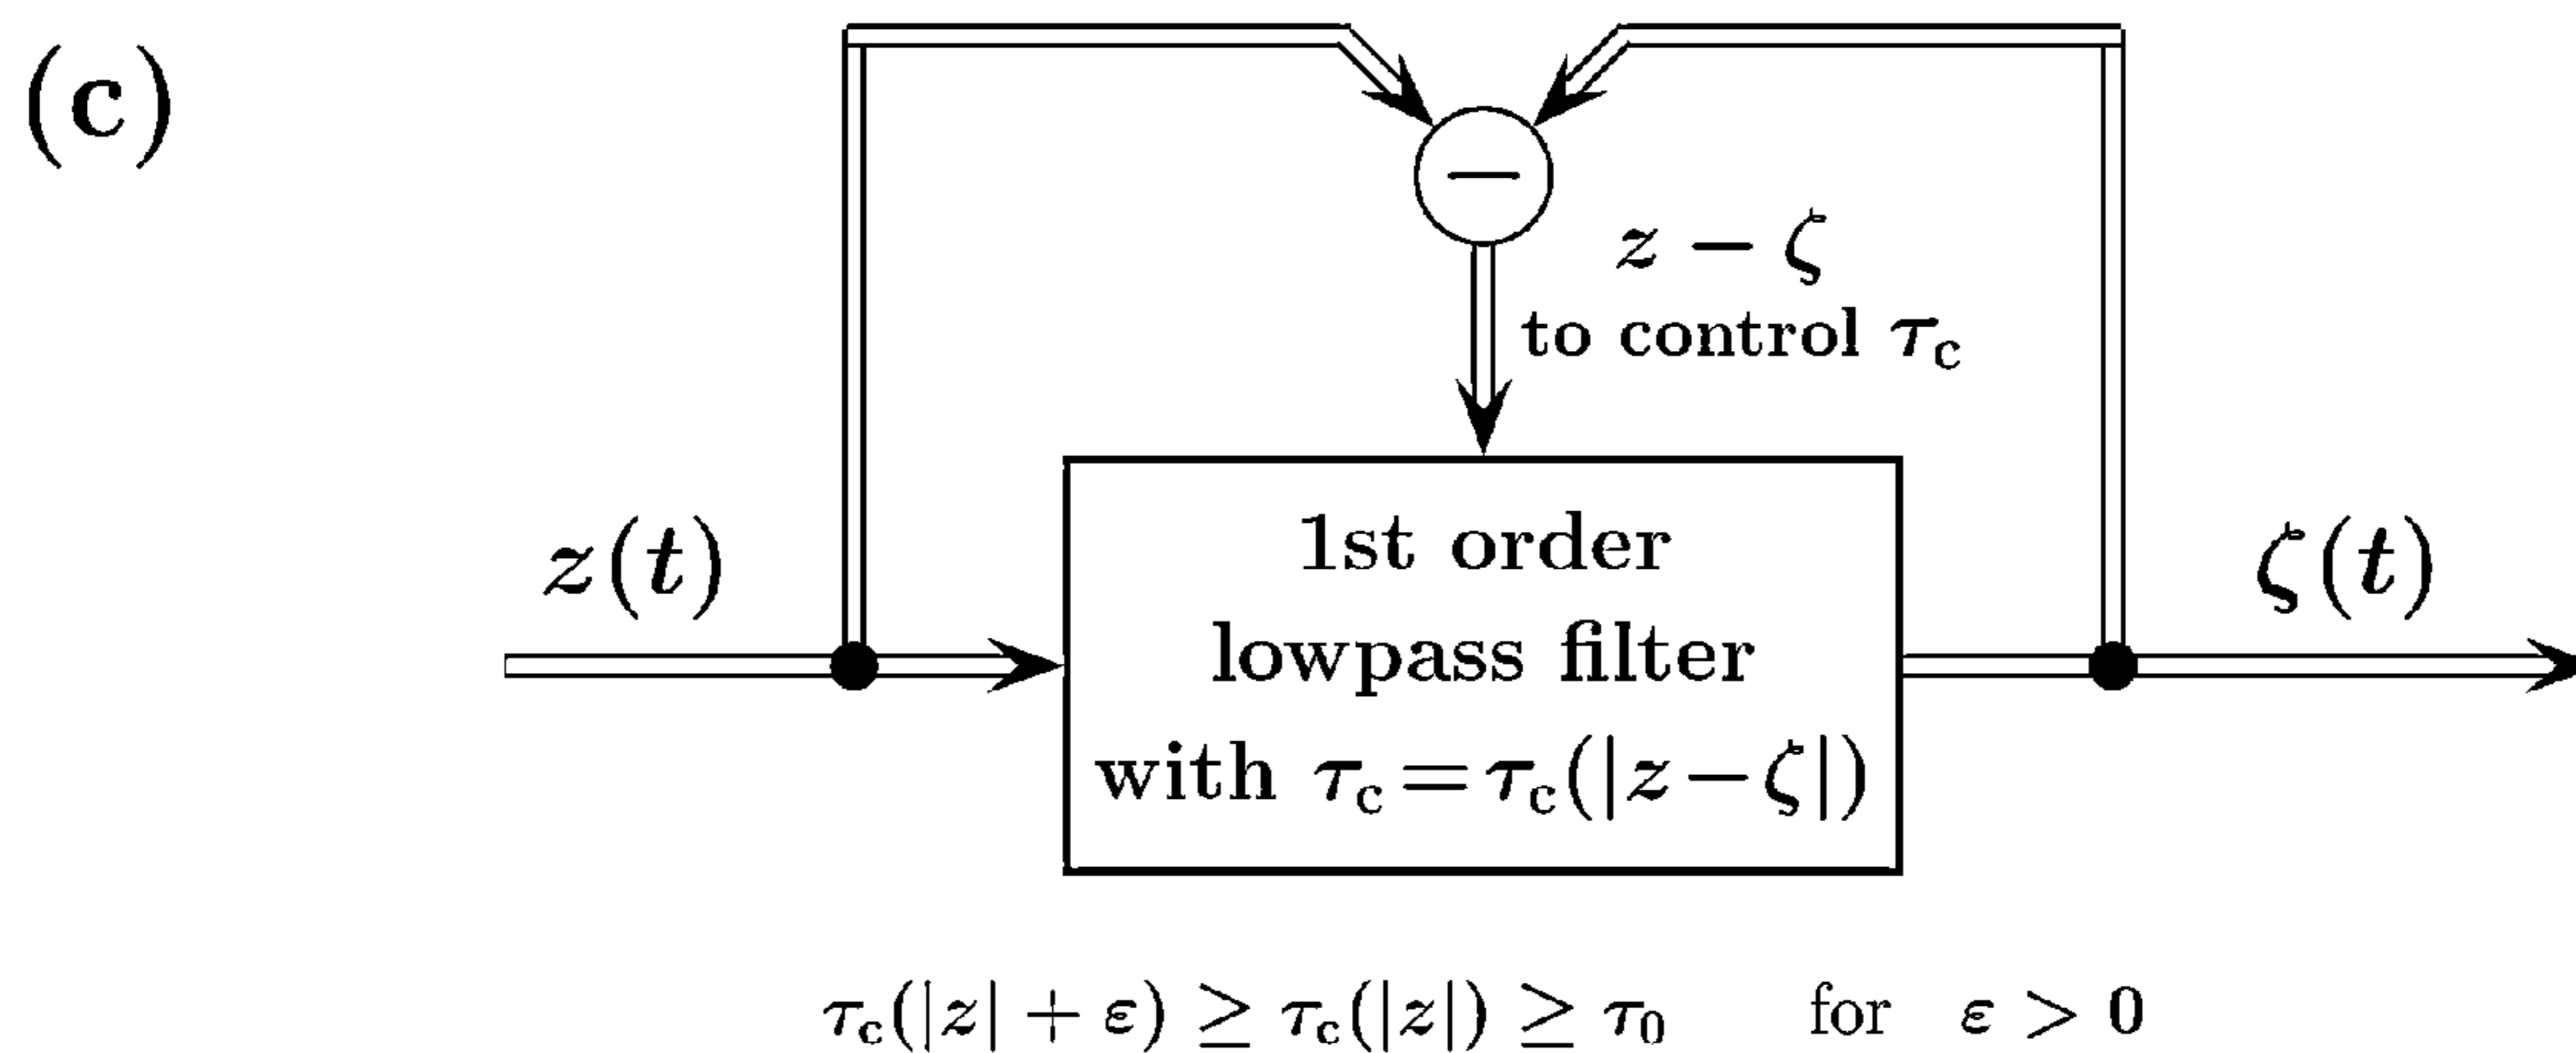 (c)
−
z − ζ
to control τc
z(t)
ζ(t)
1st order
lowpass filter
with τc = τc(|z − ζ|)
τc(|z| + ε) ≥ τc(|z|) ≥ τ0 for ε > 0